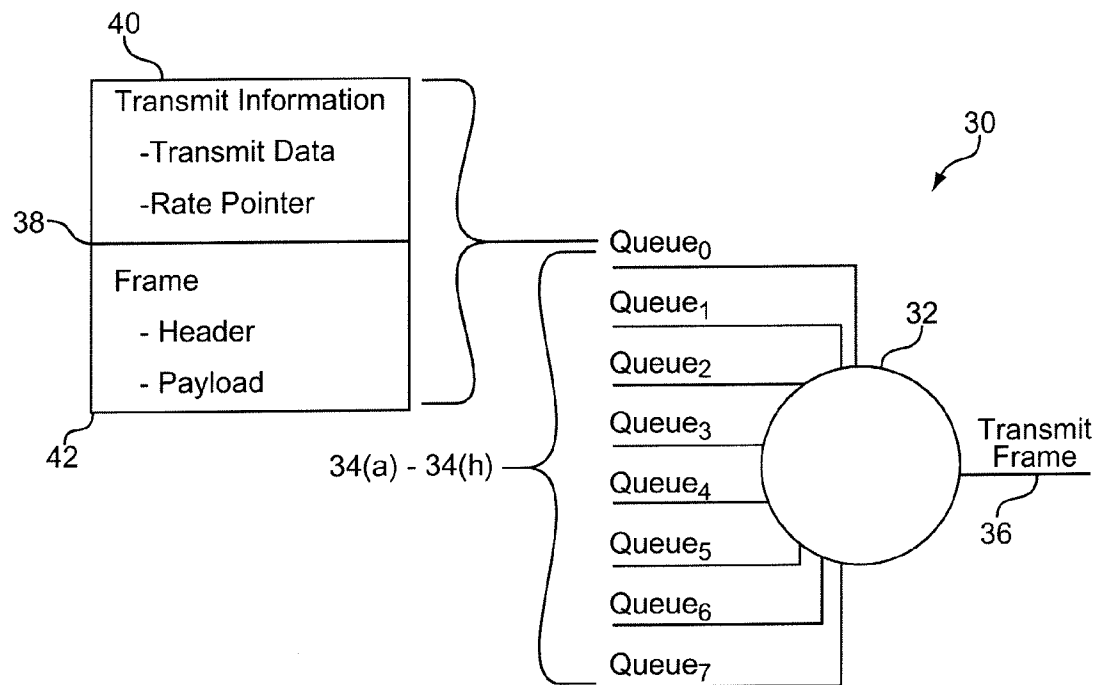 40
Transmit Information
-Transmit Data
-Rate Pointer
38
Frame
- Header
- Payload
42
30
Queue0
Queue1
Queue2
Queue3
Queue4
Queue5
Queue6
Queue7
34(a) - 34(h)
32
Transmit
Frame
36